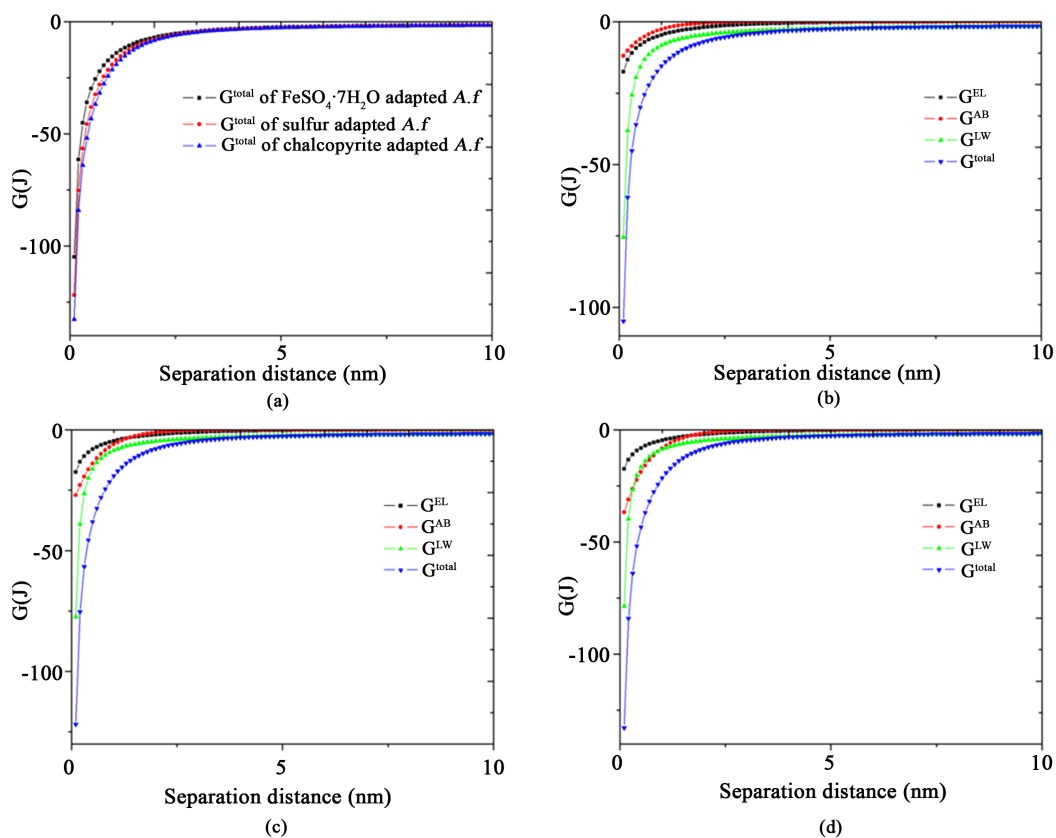 0
-50
-100
G(J)
G^total of FeSO₄·7H₂O adapted A.f
G^total of sulfur adapted A.f
G^total of chalcopyrite adapted A.f
0
5
10
Separation distance (nm)
(a)
0
-50
-100
G(J)
G^EL
G^AB
G^LW
G^total
0
5
10
Separation distance (nm)
(b)
0
-50
-100
G(J)
G^EL
G^AB
G^LW
G^total
0
5
10
Separation distance (nm)
(c)
0
-50
-100
G(J)
G^EL
G^AB
G^LW
G^total
0
5
10
Separation distance (nm)
(d)